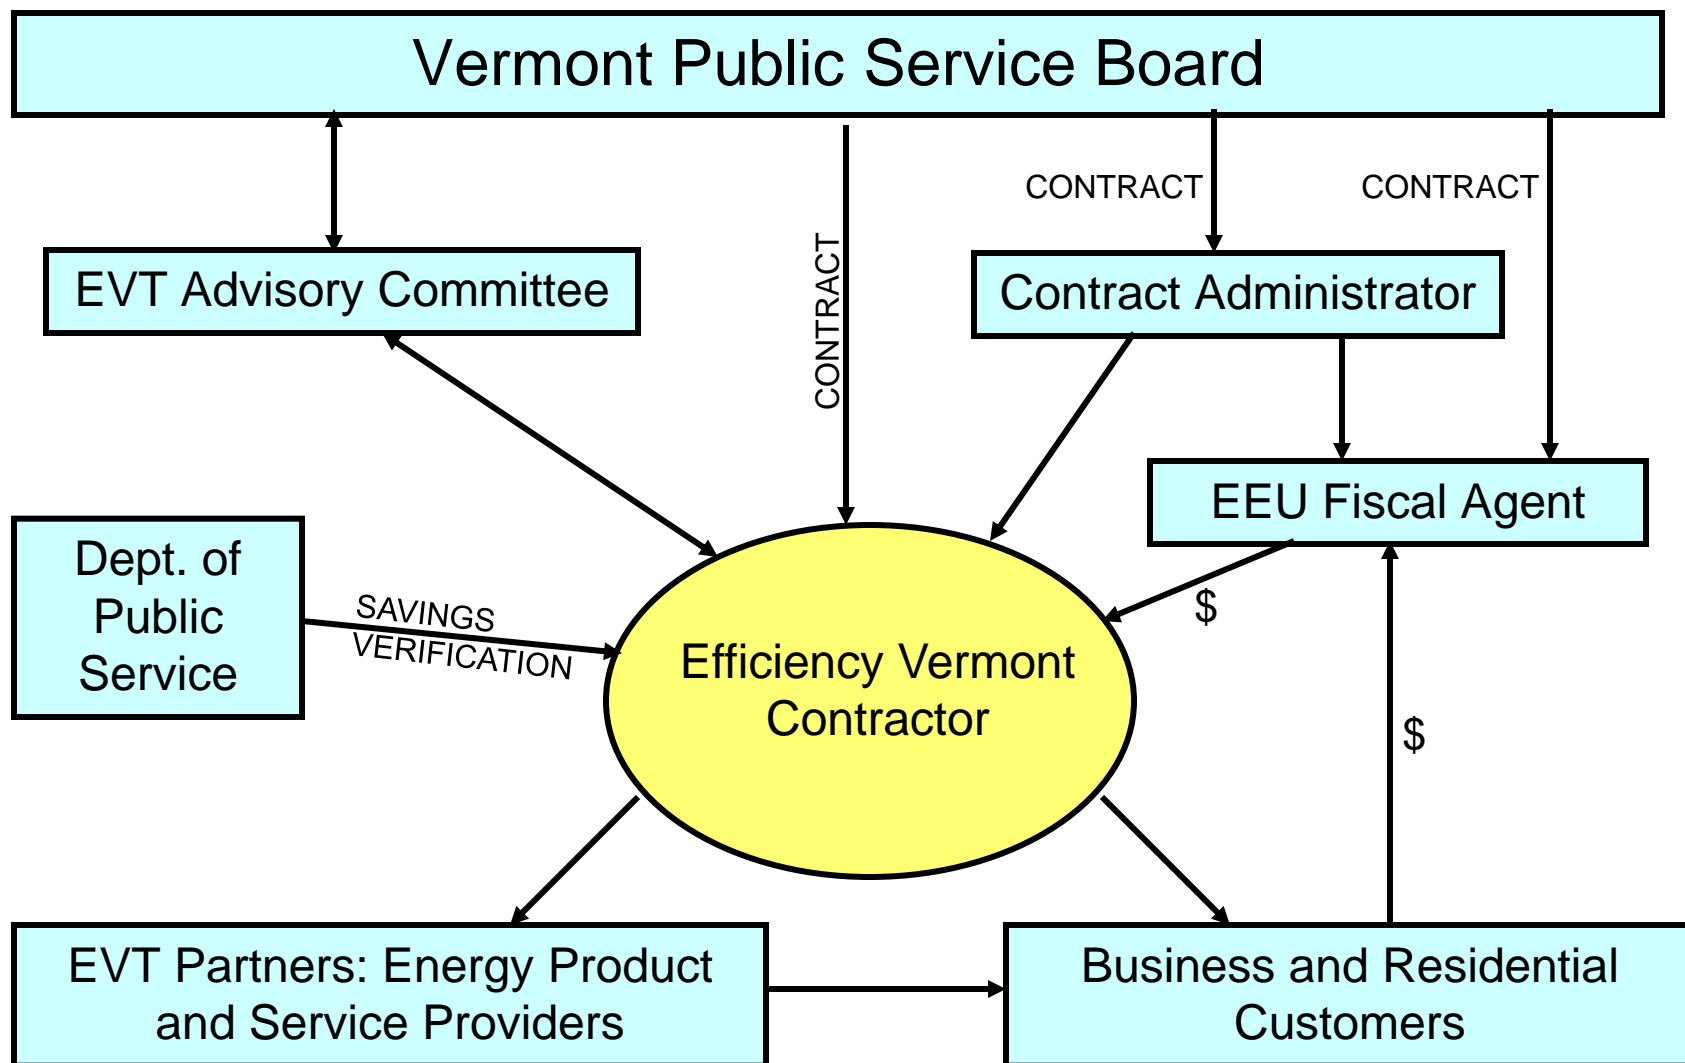 Vermont Public Service Board
CONTRACT
CONTRACT
CONTRACT
EVT Advisory Committee
Contract Administrator
EEU Fiscal Agent
Dept. of
Public
Service
SAVINGS
VERIFICATION
$
Efficiency Vermont
Contractor
$
EVT Partners: Energy Product
and Service Providers
Business and Residential
Customers